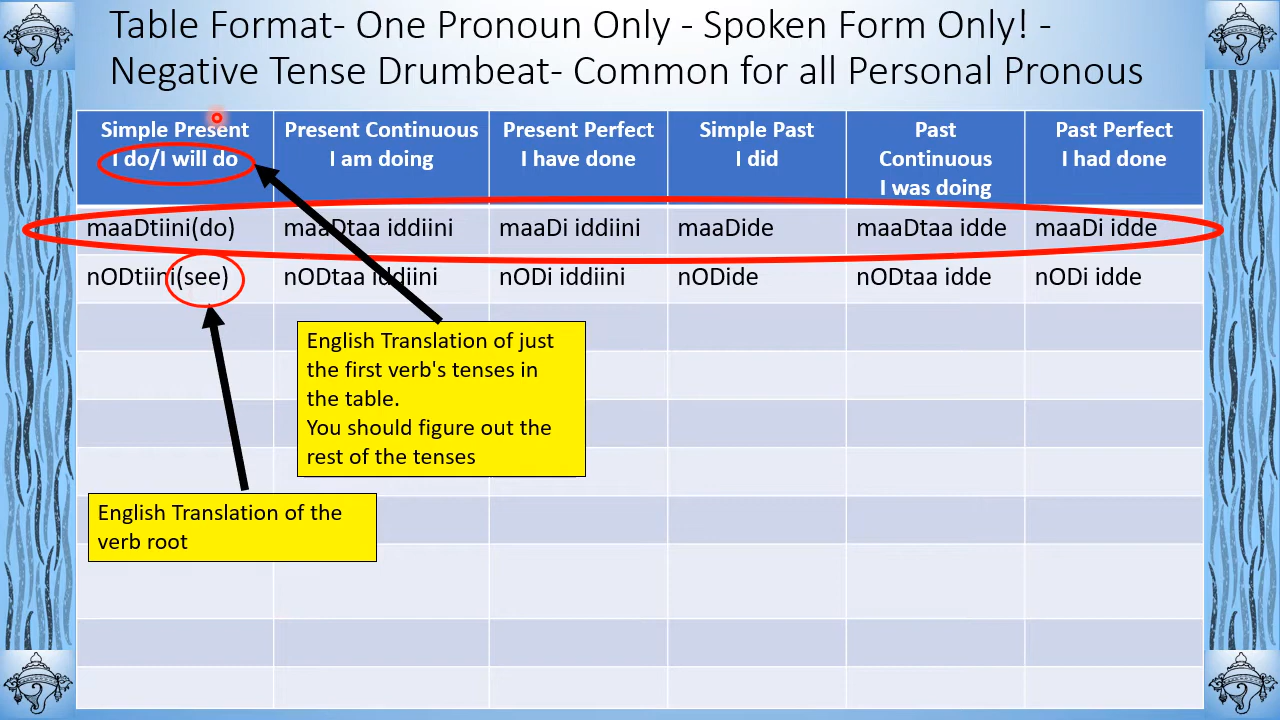 Table Format- One Pronoun Only - Spoken Form Only! -
Negative Tense Drumbeat- Common for all Personal Pronous
Simple Present
I do/I will do
Present Continuous
I am doing
Present Perfect
I have done
Simple Past
I did
Past
Continuous
I was doing
Past Perfect
I had done
maaDtiini(do)
maaDtaa iddiini
maaDi iddiini
maaDide
maaDtaa idde
maaDi idde
nODtiini(see)
nODtaa iddiini
nODi iddiini
nODide
nODtaa idde
nODi idde
English Translation of just
the first verb's tenses in
the table.
You should figure out the
rest of the tenses
English Translation of the
verb root